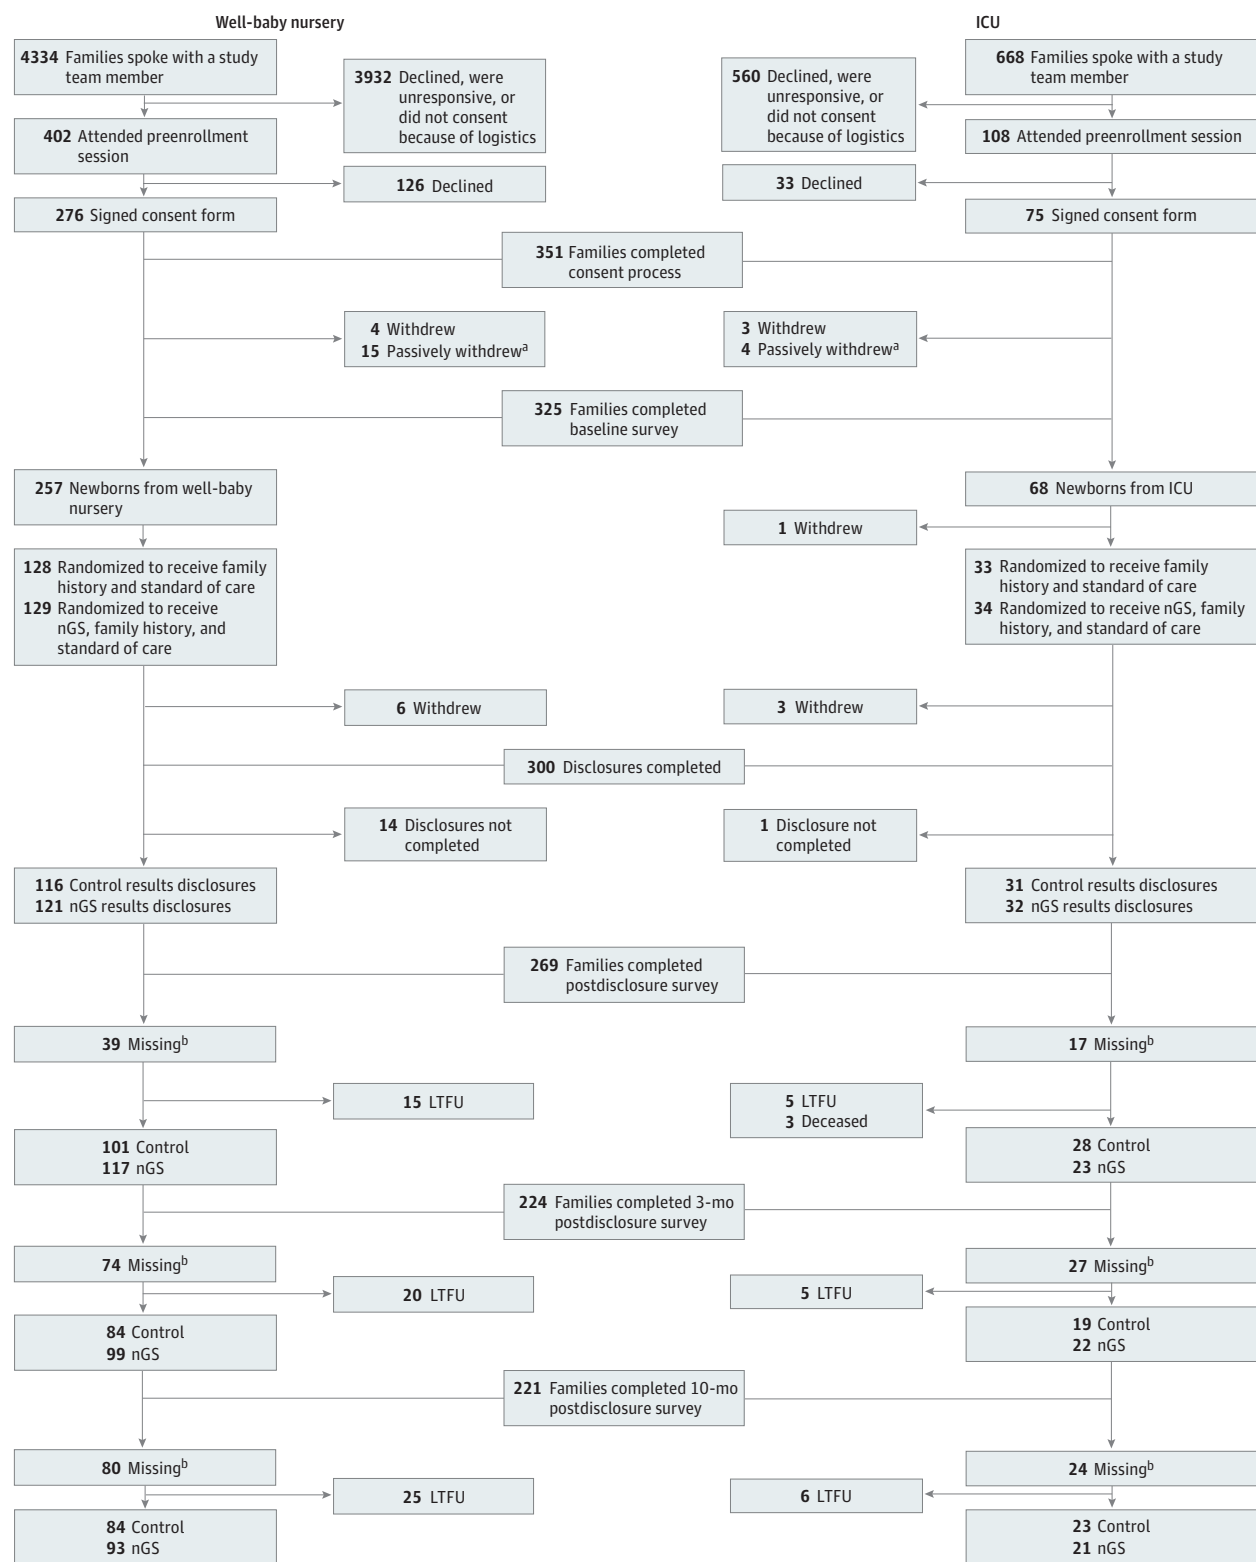 Well-baby nursery
ICU
4334 Families spoke with a study
team member
3932 Declined, were
unresponsive, or
did not consent
because of logistics
560 Declined, were
unresponsive, or
did not consent
because of logistics
668 Families spoke with a study
team member
402 Attended preenrollment
session
108 Attended preenrollment session
126 Declined
33 Declined
276 Signed consent form
75 Signed consent form
351 Families completed
consent process
4 Withdrew
15 Passively withdrewᵃ
3 Withdrew
4 Passively withdrewᵃ
325 Families completed
baseline survey
257 Newborns from well-baby
nursery
68 Newborns from ICU
1 Withdrew
128 Randomized to receive family
history and standard of care
129 Randomized to receive
nGS, family history, and
standard of care
33 Randomized to receive family
history and standard of care
34 Randomized to receive nGS, family
history, and standard of care
6 Withdrew
3 Withdrew
300 Disclosures completed
14 Disclosures not
completed
1 Disclosure not
completed
116 Control results disclosures
121 nGS results disclosures
31 Control results disclosures
32 nGS results disclosures
269 Families completed
postdisclosure survey
39 Missingᵇ
17 Missingᵇ
15 LTFU
5 LTFU
3 Deceased
101 Control
117 nGS
28 Control
23 nGS
224 Families completed 3-mo
postdisclosure survey
74 Missingᵇ
27 Missingᵇ
20 LTFU
5 LTFU
84 Control
99 nGS
19 Control
22 nGS
221 Families completed 10-mo
postdisclosure survey
80 Missingᵇ
24 Missingᵇ
25 LTFU
6 LTFU
84 Control
93 nGS
23 Control
21 nGS